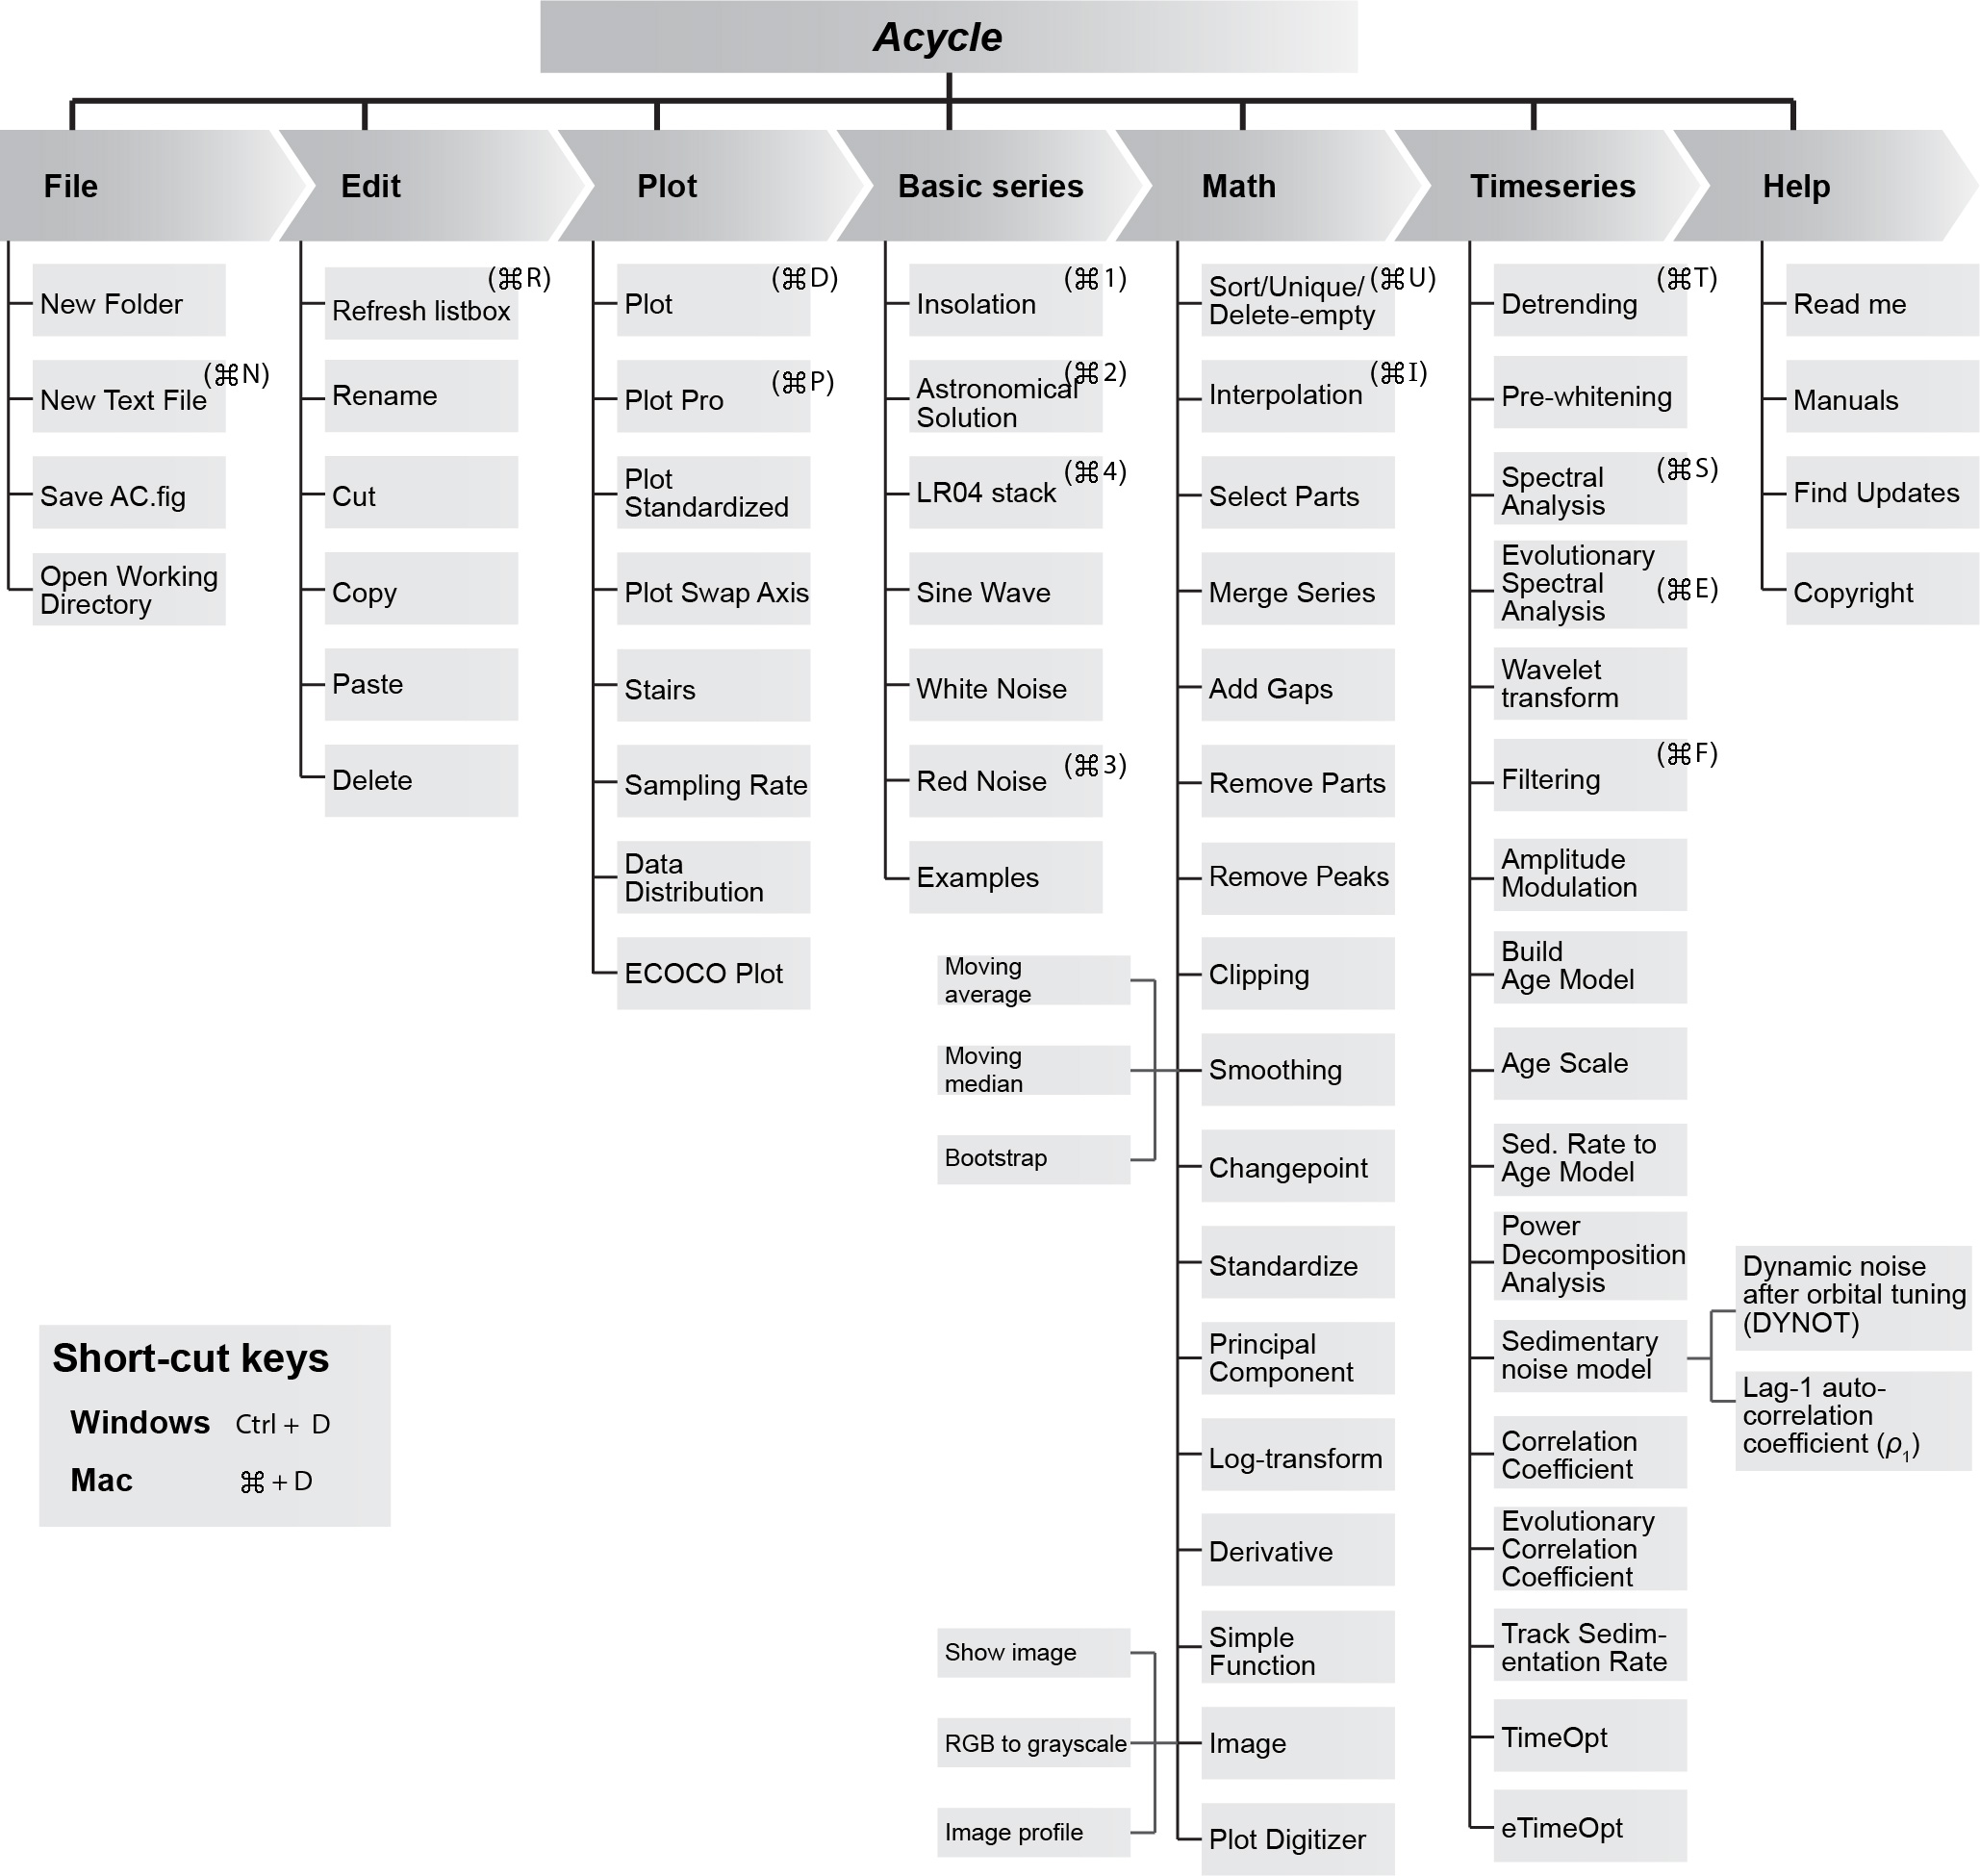 Acycle
File
Edit
Plot
Basic series
Math
Timeseries
Help
New Folder
New Text File
(⌘N)
Save AC.fig
Open Working
Directory
(⌘R)
Refresh listbox
Rename
Cut
Copy
Paste
Delete
Plot
(⌘D)
Plot Pro
(⌘P)
Plot
Standardized
Plot Swap Axis
Stairs
Sampling Rate
Data
Distribution
ECOCO Plot
Insolation
(⌘1)
Astronomical
Solution
(⌘2)
LR04 stack
(⌘4)
Sine Wave
White Noise
Red Noise
(⌘3)
Examples
Sort/Unique/
Delete-empty
(⌘U)
Interpolation
(⌘I)
Select Parts
Merge Series
Add Gaps
Remove Parts
Remove Peaks
Clipping
Smoothing
Moving
average
Moving
median
Bootstrap
Changepoint
Standardize
Principal
Component
Log-transform
Derivative
Simple
Function
Image
Show image
RGB to grayscale
Image profile
Plot Digitizer
Detrending
(⌘T)
Pre-whitening
Spectral
Analysis
(⌘S)
Evolutionary
Spectral
Analysis
(⌘E)
Wavelet
transform
Filtering
(⌘F)
Amplitude
Modulation
Build
Age Model
Age Scale
Sed. Rate to
Age Model
Power
Decomposition
Analysis
Sedimentary
noise model
Dynamic noise
after orbital tuning
(DYNOT)
Lag-1 auto-
correlation
coefficient (ρ₁)
Correlation
Coefficient
Evolutionary
Correlation
Coefficient
Track Sedim-
entation Rate
TimeOpt
eTimeOpt
Read me
Manuals
Find Updates
Copyright
Short-cut keys
Windows Ctrl + D
Mac ⌘ + D